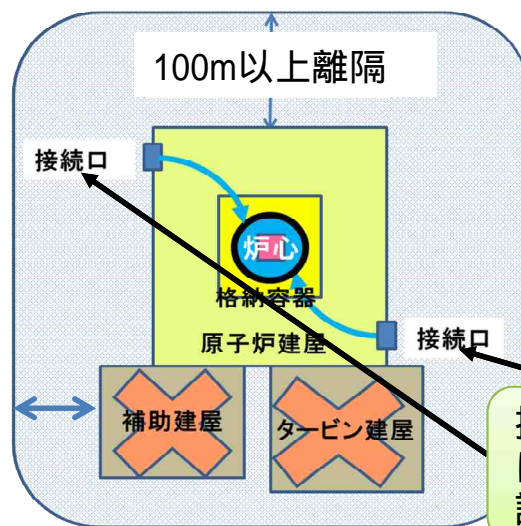 100m以上離隔
接続口
炉心
格納容器
原子炉建屋
接続口
補助建屋
タービン建屋